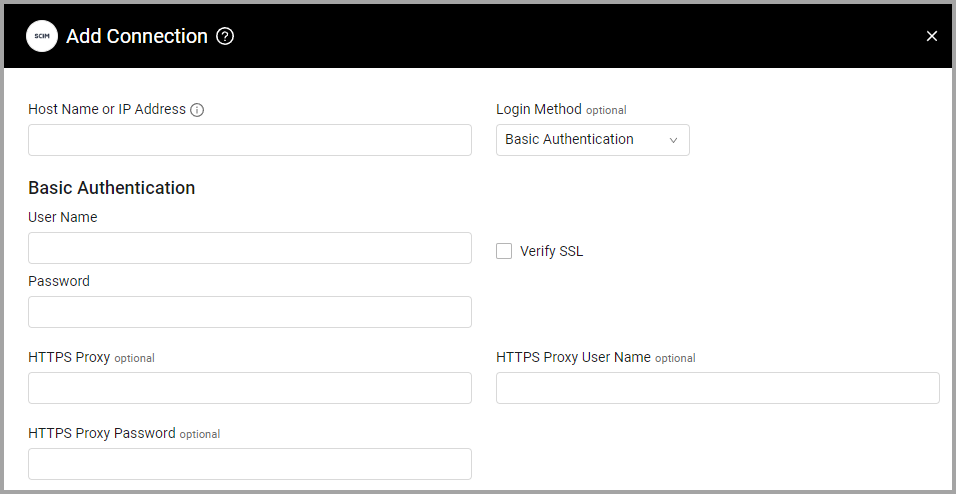 SCIM Add Connection ?
Host Name or IP Address
Login Method optional
Basic Authentication
Basic Authentication
User Name
Verify SSL
Password
HTTPS Proxy optional
HTTPS Proxy User Name optional
HTTPS Proxy Password optional